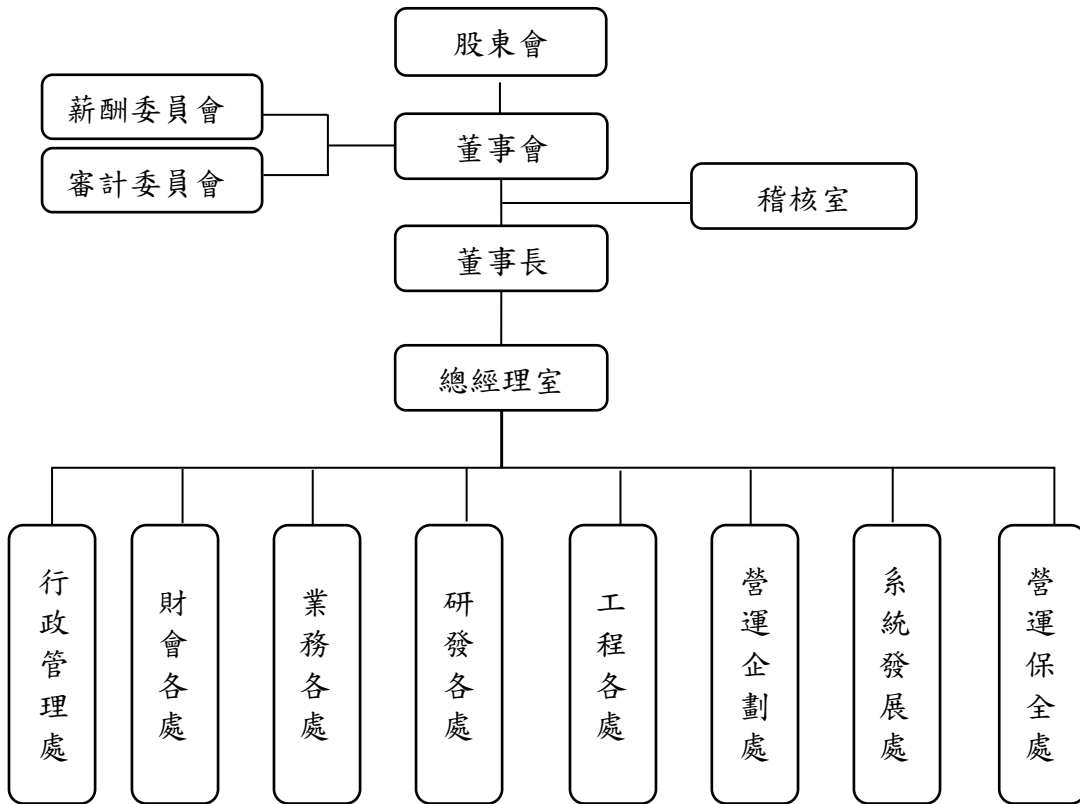 股東會
薪酬委員會
董事會
審計委員會
稽核室
董事長
總經理室
行政管理處
財會各處
業務各處
研發各處
工程各處
營運企劃處
系統發展處
營運保全處